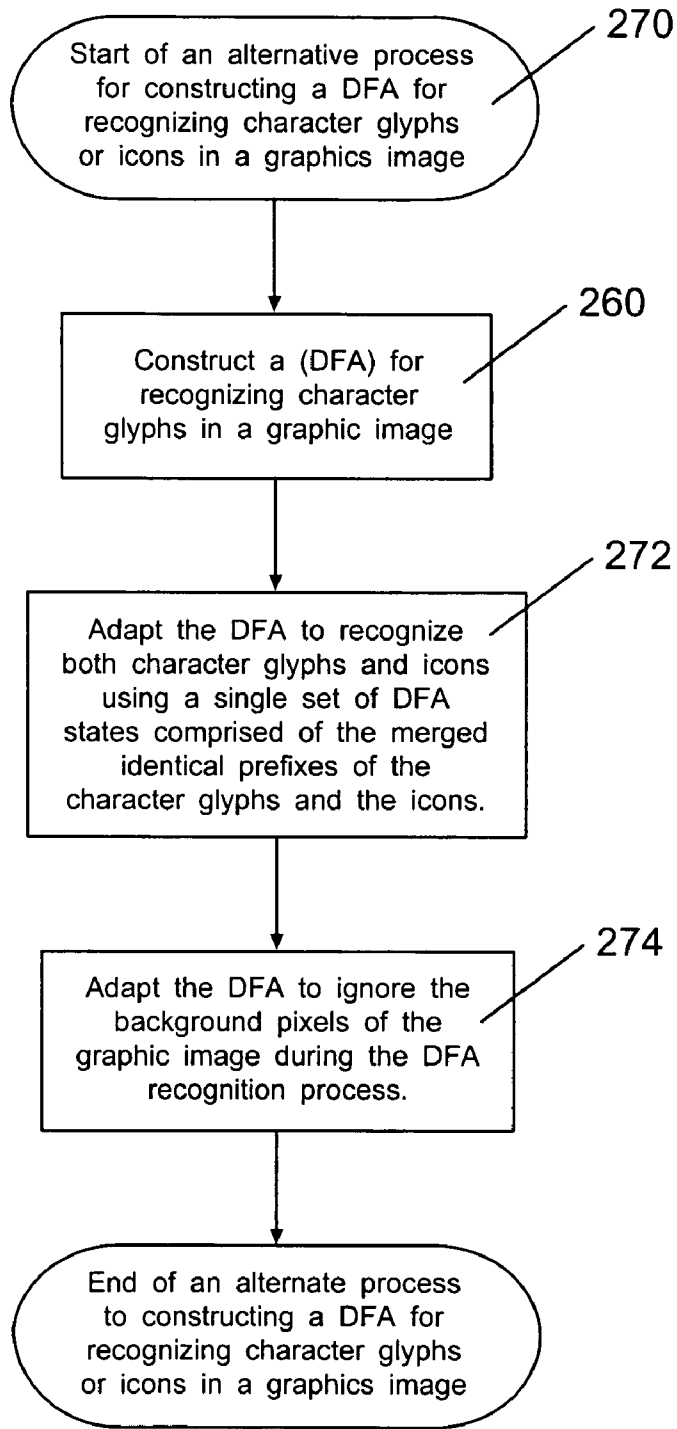 270
Start of an alternative process
for constructing a DFA for
recognizing character glyphs
or icons in a graphics image
260
Construct a (DFA) for
recognizing character
glyphs in a graphic image
272
Adapt the DFA to recognize
both character glyphs and icons
using a single set of DFA
states comprised of the merged
identical prefixes of the
character glyphs and the icons.
274
Adapt the DFA to ignore the
background pixels of the
graphic image during the DFA
recognition process.
End of an alternate process
to constructing a DFA for
recognizing character glyphs
or icons in a graphics image